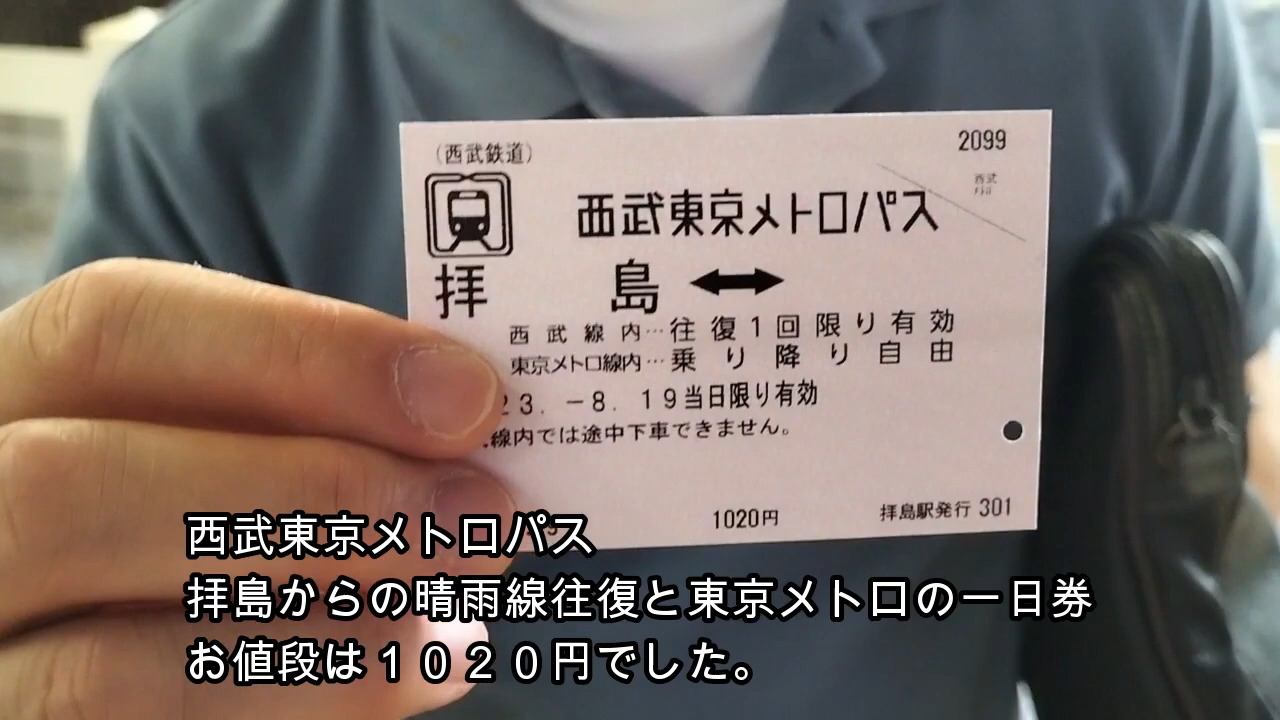 （西武鉄道）
2099
西武東京メトロパス
拝島 ↔
西武線内…往復1回限り有効
東京メトロ線内…乗り降り自由
23.-8.19当日限り有効
線内では途中下車できません。
1020円
拝島駅発行 301
西武東京メトロパス
拝島からの晴雨線往復と東京メトロの一日券
お値段は１０２０円でした。